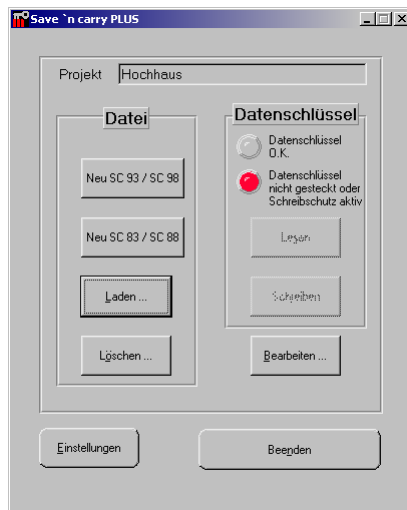 Save `n carry PLUS
Projekt Hochhaus
Datei
Neu SC 93 / SC 98
Neu SC 83 / SC 88
Laden ...
Löschen ...
Datenschlüssel
Datenschlüssel
O.K.
Datenschlüssel
nicht gesteckt oder
Schreibschutz aktiv
Lesen
Schreiben
Bearbeiten ...
Einstellungen
Beenden